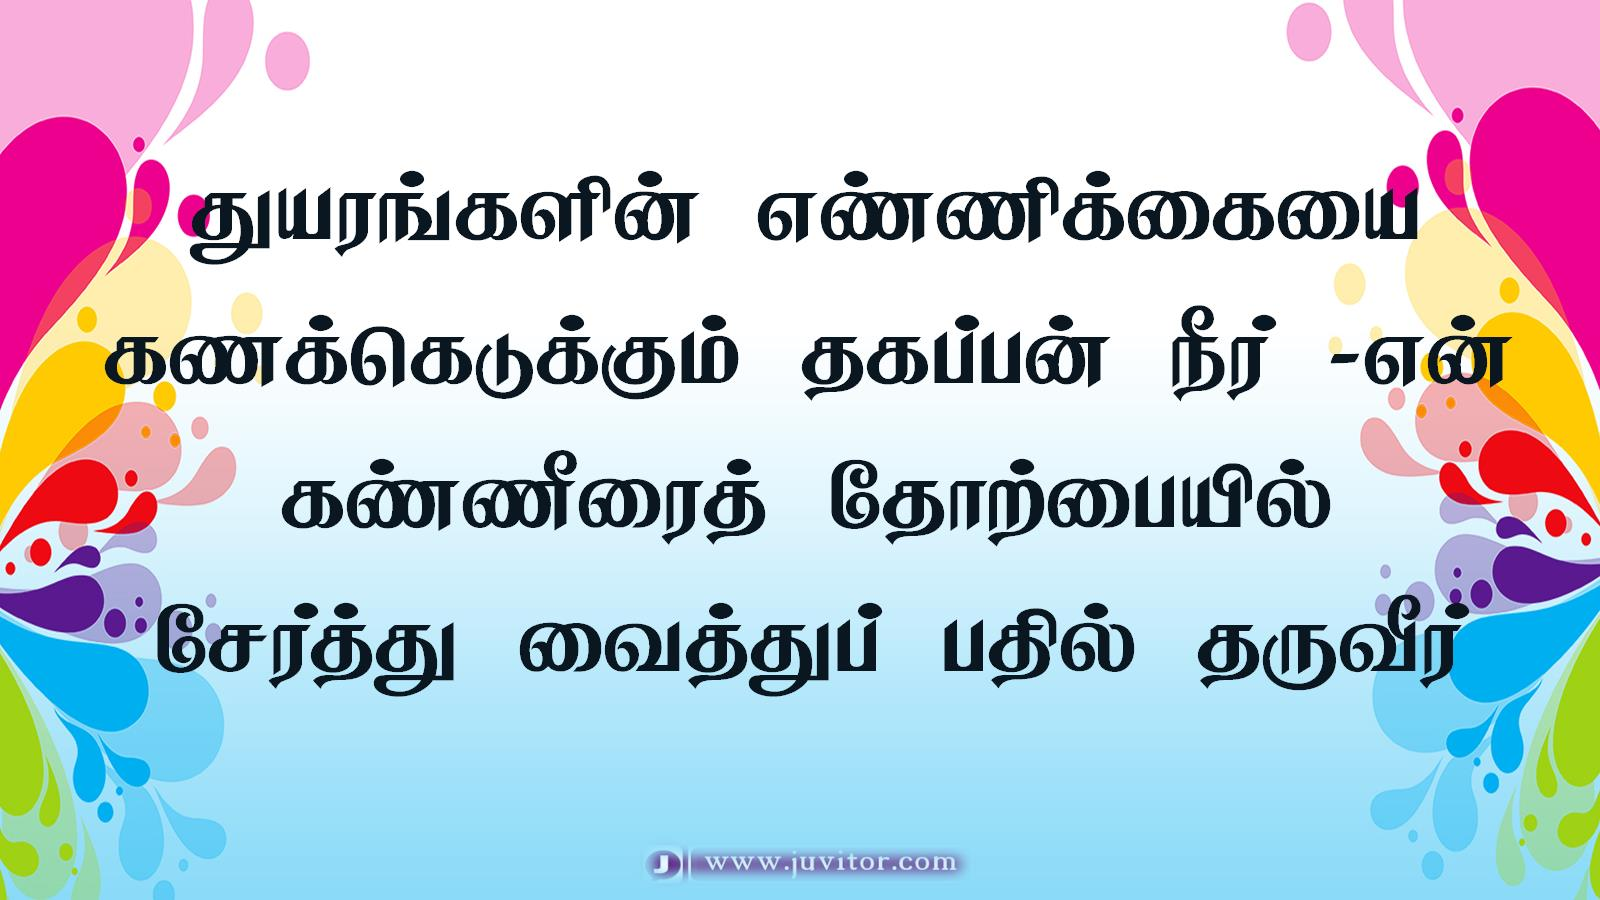 துயரங்களின் எண்ணிக்கையை
கணக்கெடுக்கும் தகப்பன் நீர் -என்
கண்ணீரைத் தோற்பையில்
சேர்த்து வைத்துப் பதில் தருவீர்
J www.juvitor.com